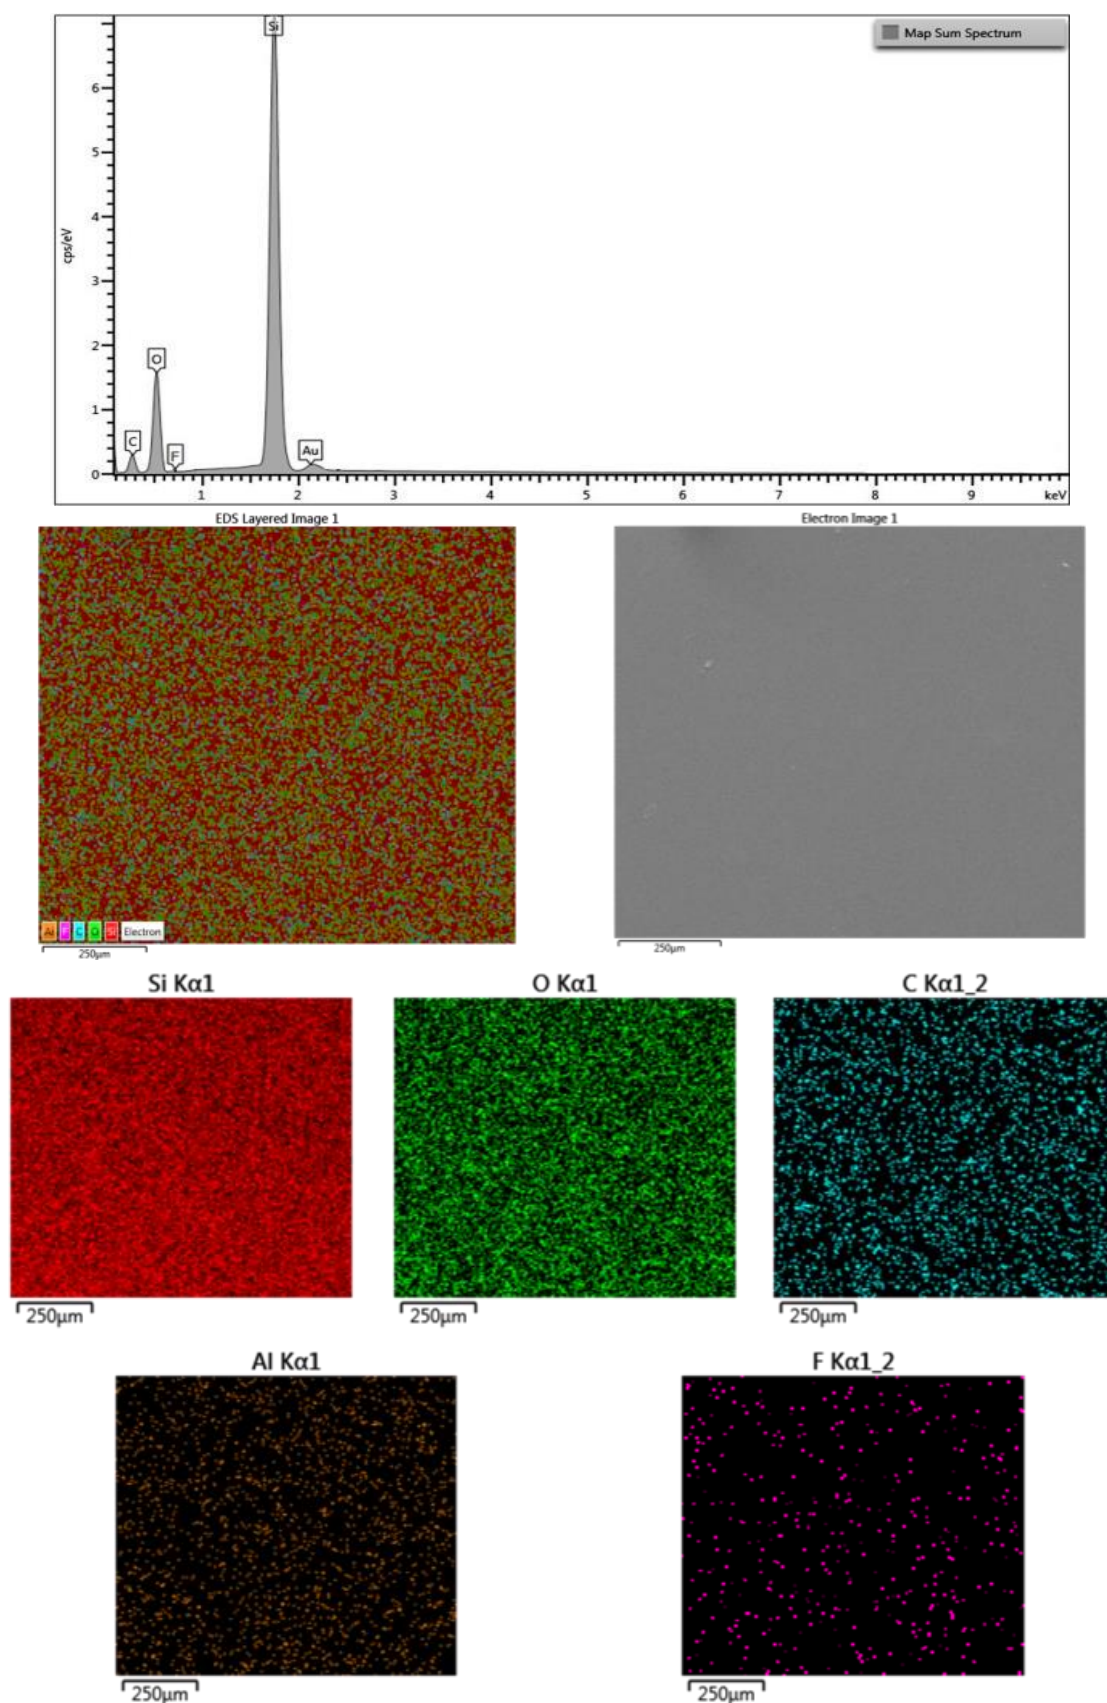 Si
Map Sum Spectrum
6
5
cps/eV
4
3
2
O
1
C
F
Au
0
1 2 3 4 5 6 7 8 9 keV
EDS Layered Image 1
Electron Image 1
Al F C O Si Electron
250µm
250µm
Si Kα1
O Kα1
C Kα1_2
250µm
250µm
250µm
Al Kα1
F Kα1_2
250µm
250µm